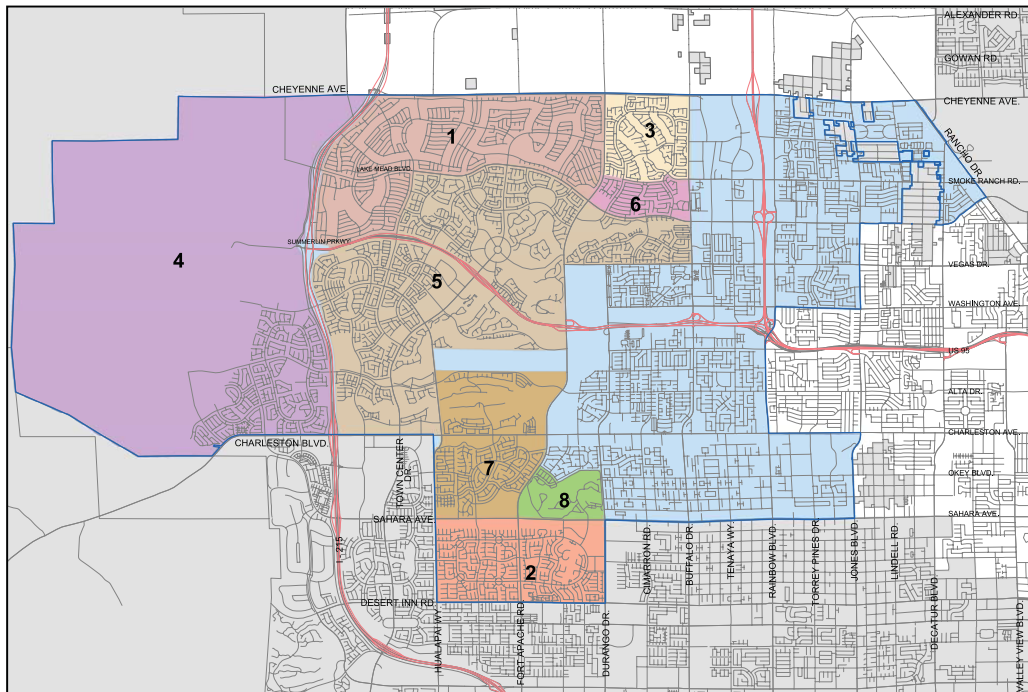 ALEXANDER RD.
GOWAN RD.
CHEYENNE AVE.
CHEYENNE AVE.
1
3
RANCHO DR.
LAKE MEAD BLVD.
SMOKE RANCH RD.
6
SUMMERLIN PRKWY.
4
VEGAS DR.
5
WASHINGTON AVE.
US 95
ALTA DR.
CHARLESTON BLVD.
CHARLESTON AVE.
TOWN CENTER
DR.
7
OKEY BLVD.
8
SAHARA AVE.
SAHARA AVE.
I - 215
2
CIMARRON RD.
BUFFALO DR.
TENAYA WY.
RAINBOW BLVD.
TORREY PINES DR.
JONES BLVD.
LINDELL RD.
DECATUR BLVD.
VALLEY VIEW BLVD.
DESERT INN RD.
HUALAPAI WY.
FORT APACHE RD.
DURANGO DR.